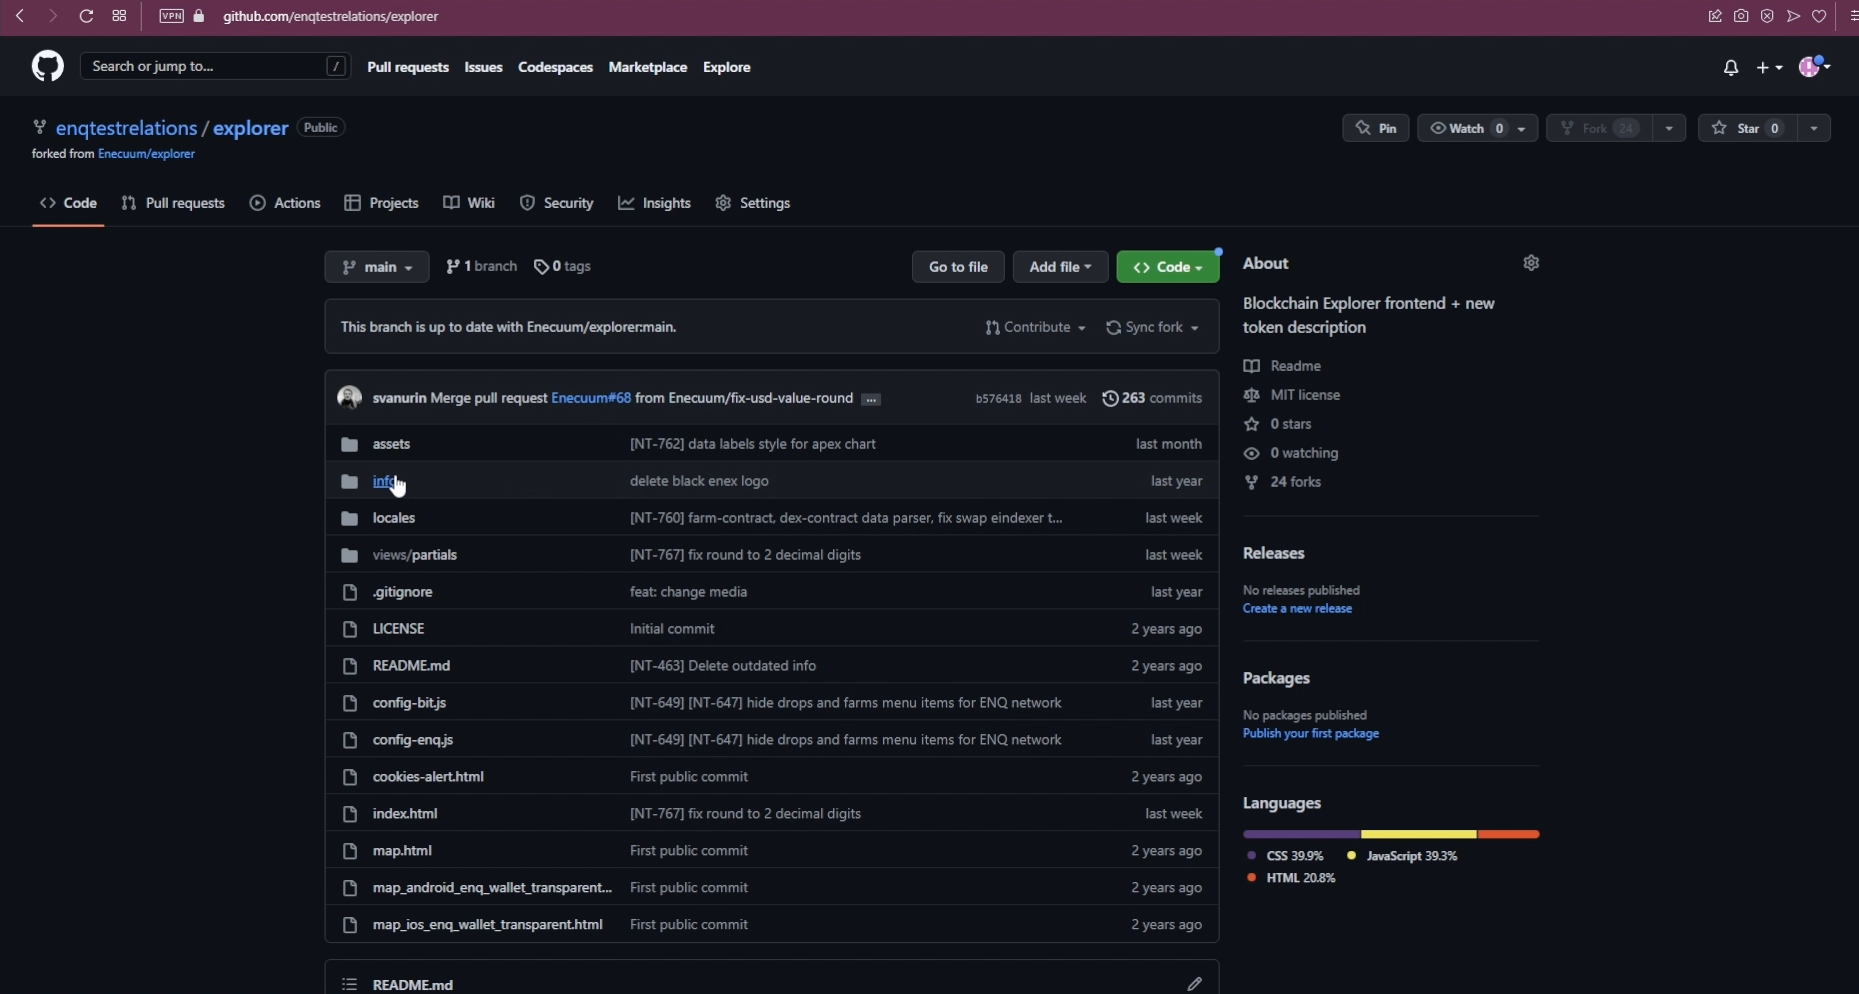 VPN github.com/enqtestrelations/explorer
Search or jump to... / Pull requests Issues Codespaces Marketplace Explore
enqtestrelations / explorer Public
forked from Enecuum/explorer
Pin Watch 0 Fork 24 Star 0
Code Pull requests Actions Projects Wiki Security Insights Settings
main 1 branch 0 tags Go to file Add file Code
This branch is up to date with Enecuum/explorer:main. Contribute Sync fork
svanurin Merge pull request Enecuum#68 from Enecuum/fix-usd-value-round ... b576418 last week 263 commits
assets [NT-762] data labels style for apex chart last month
info delete black enex logo last year
locales [NT-760] farm-contract, dex-contract data parser, fix swap eindexer t... last week
views/partials [NT-767] fix round to 2 decimal digits last week
.gitignore feat: change media last year
LICENSE Initial commit 2 years ago
README.md [NT-463] Delete outdated info 2 years ago
config-bit.js [NT-649] [NT-647] hide drops and farms menu items for ENQ network last year
config-enq.js [NT-649] [NT-647] hide drops and farms menu items for ENQ network last year
cookies-alert.html First public commit 2 years ago
index.html [NT-767] fix round to 2 decimal digits last week
map.html First public commit 2 years ago
map_android_enq_wallet_transparent... First public commit 2 years ago
map_ios_enq_wallet_transparent.html First public commit 2 years ago
README.md
About
Blockchain Explorer frontend + new
token description
Readme
MIT license
0 stars
0 watching
24 forks
Releases
No releases published
Create a new release
Packages
No packages published
Publish your first package
Languages
CSS 39.9% JavaScript 39.3%
HTML 20.8%